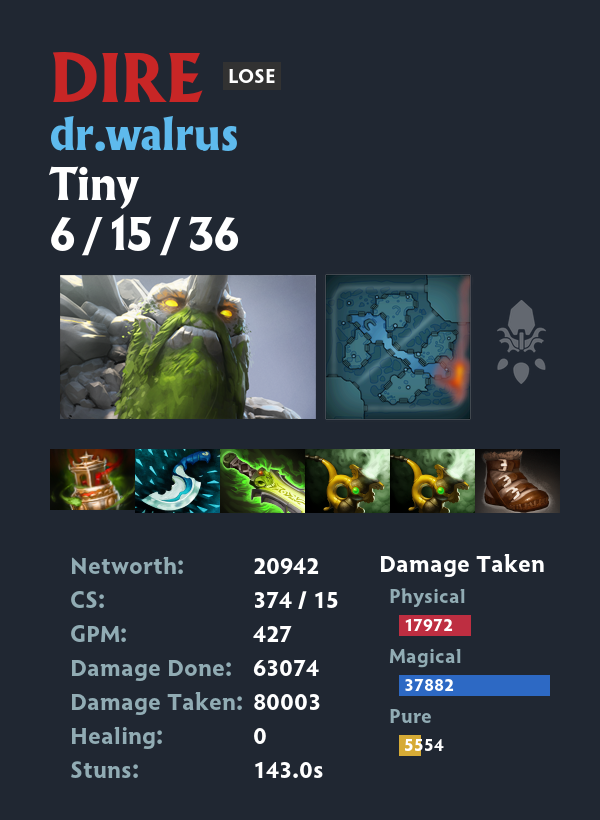 DIRE LOSE
dr.walrus
Tiny
6 / 15 / 36
Networth: 20942
CS: 374 / 15
GPM: 427
Damage Done: 63074
Damage Taken: 80003
Healing: 0
Stuns: 143.0s
Damage Taken
Physical
17972
Magical
37882
Pure
5554